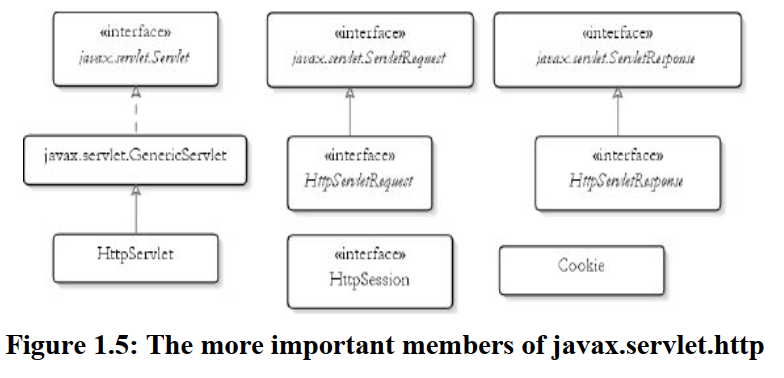 «interface»
javax.servlet.Servlet
«interface»
javax.servlet.ServletRequest
«interface»
javax.servlet.ServletResponse
javax.servlet.GenericServlet
«interface»
HttpServletRequest
«interface»
HttpServletResponse
HttpServlet
«interface»
HttpSession
Cookie
Figure 1.5: The more important members of javax.servlet.http